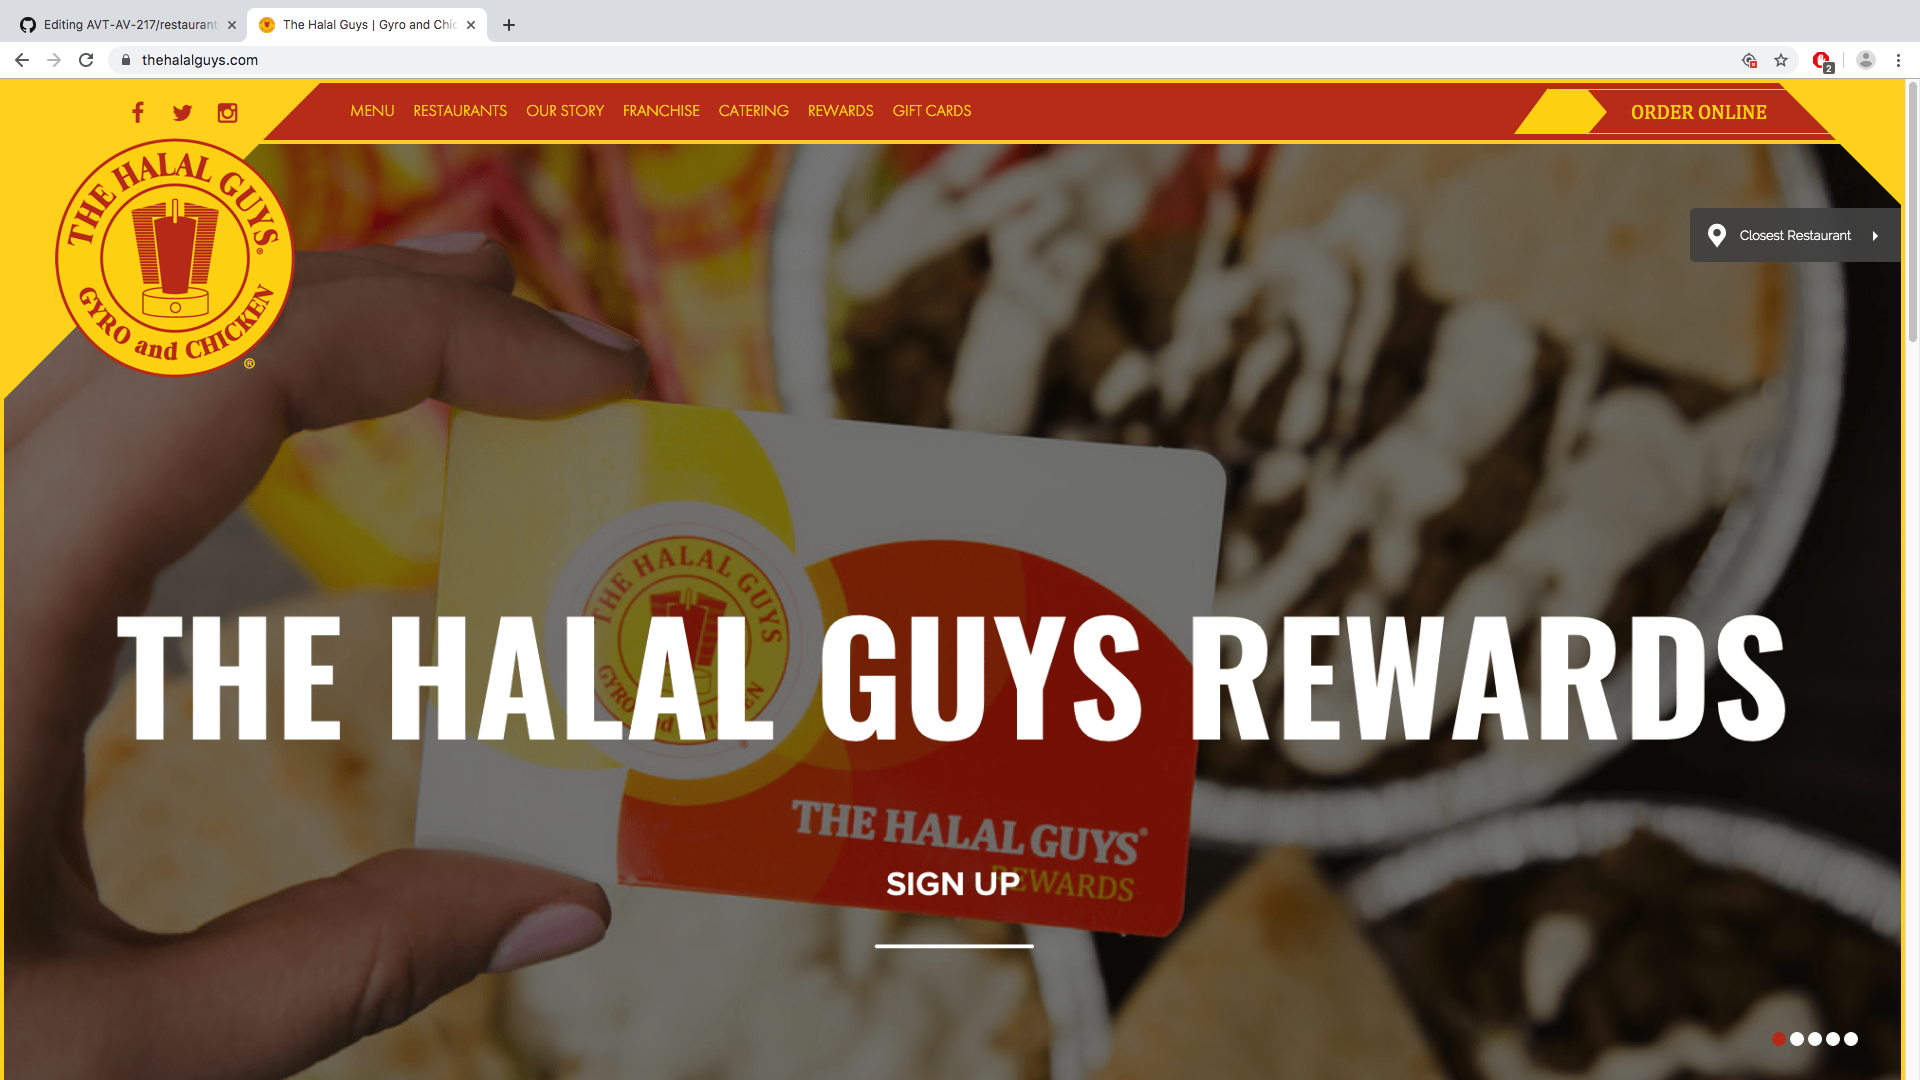 Editing AVT-AV-217/restaurant
The Halal Guys | Gyro and Chic
thehalalguys.com
2
MENU RESTAURANTS OUR STORY FRANCHISE CATERING REWARDS GIFT CARDS
ORDER ONLINE
THE HALAL GUYS®
GYRO and CHICKEN
®
Closest Restaurant
THE HALAL GUYS
GYRO and CHICKEN
®
THE HALAL GUYS REWARDS
THE HALAL GUYS®
REWARDS
SIGN UP